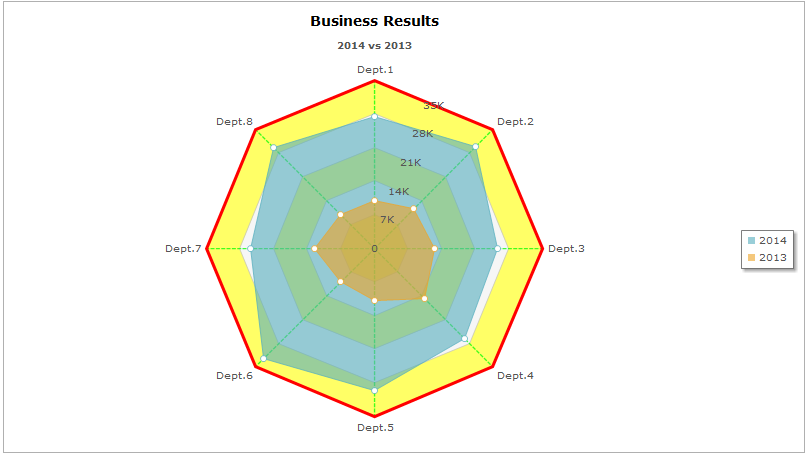 Business Results
2014 vs 2013
Dept.1
35K
Dept.8
Dept.2
28K
21K
14K
7K
Dept.7
0
Dept.3
2014
2013
Dept.6
Dept.4
Dept.5